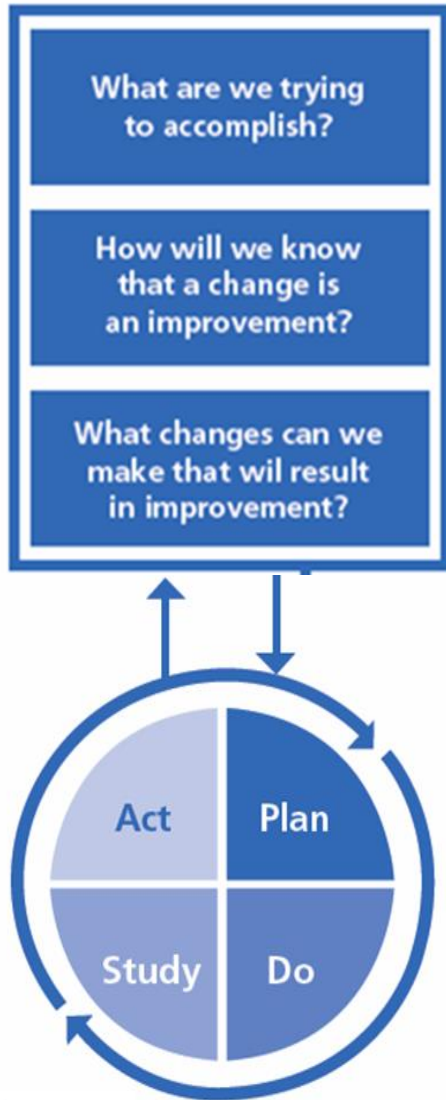 What are we trying
to accomplish?
How will we know
that a change is
an improvement?
What changes can we
make that wil result
in improvement?
Act
Plan
Study
Do